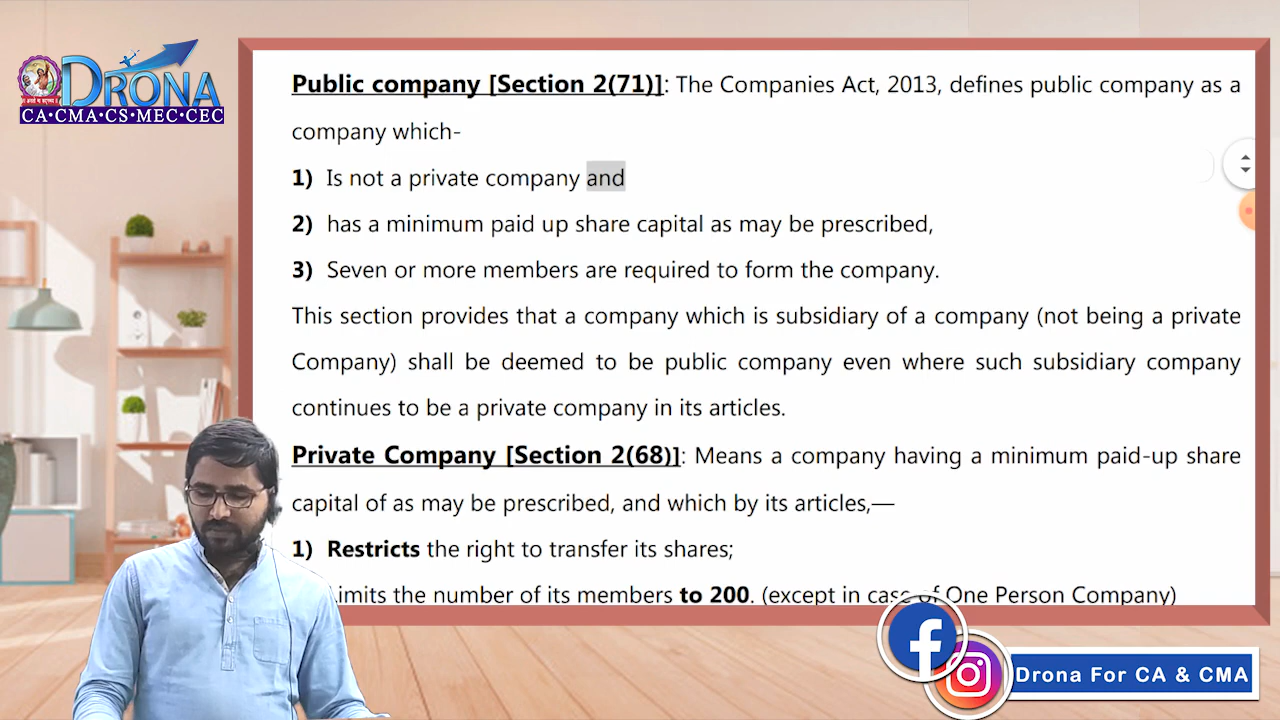 DRONA
CA•CMA•CS•MEC•CEC
Public company [Section 2(71)]: The Companies Act, 2013, defines public company as a
company which-
1) Is not a private company and
2) has a minimum paid up share capital as may be prescribed,
3) Seven or more members are required to form the company.
This section provides that a company which is subsidiary of a company (not being a private
Company) shall be deemed to be public company even where such subsidiary company
continues to be a private company in its articles.
Private Company [Section 2(68)]: Means a company having a minimum paid-up share
capital of as may be prescribed, and which by its articles,—
1) Restricts the right to transfer its shares;
Limits the number of its members to 200. (except in case of One Person Company)
Drona For CA & CMA